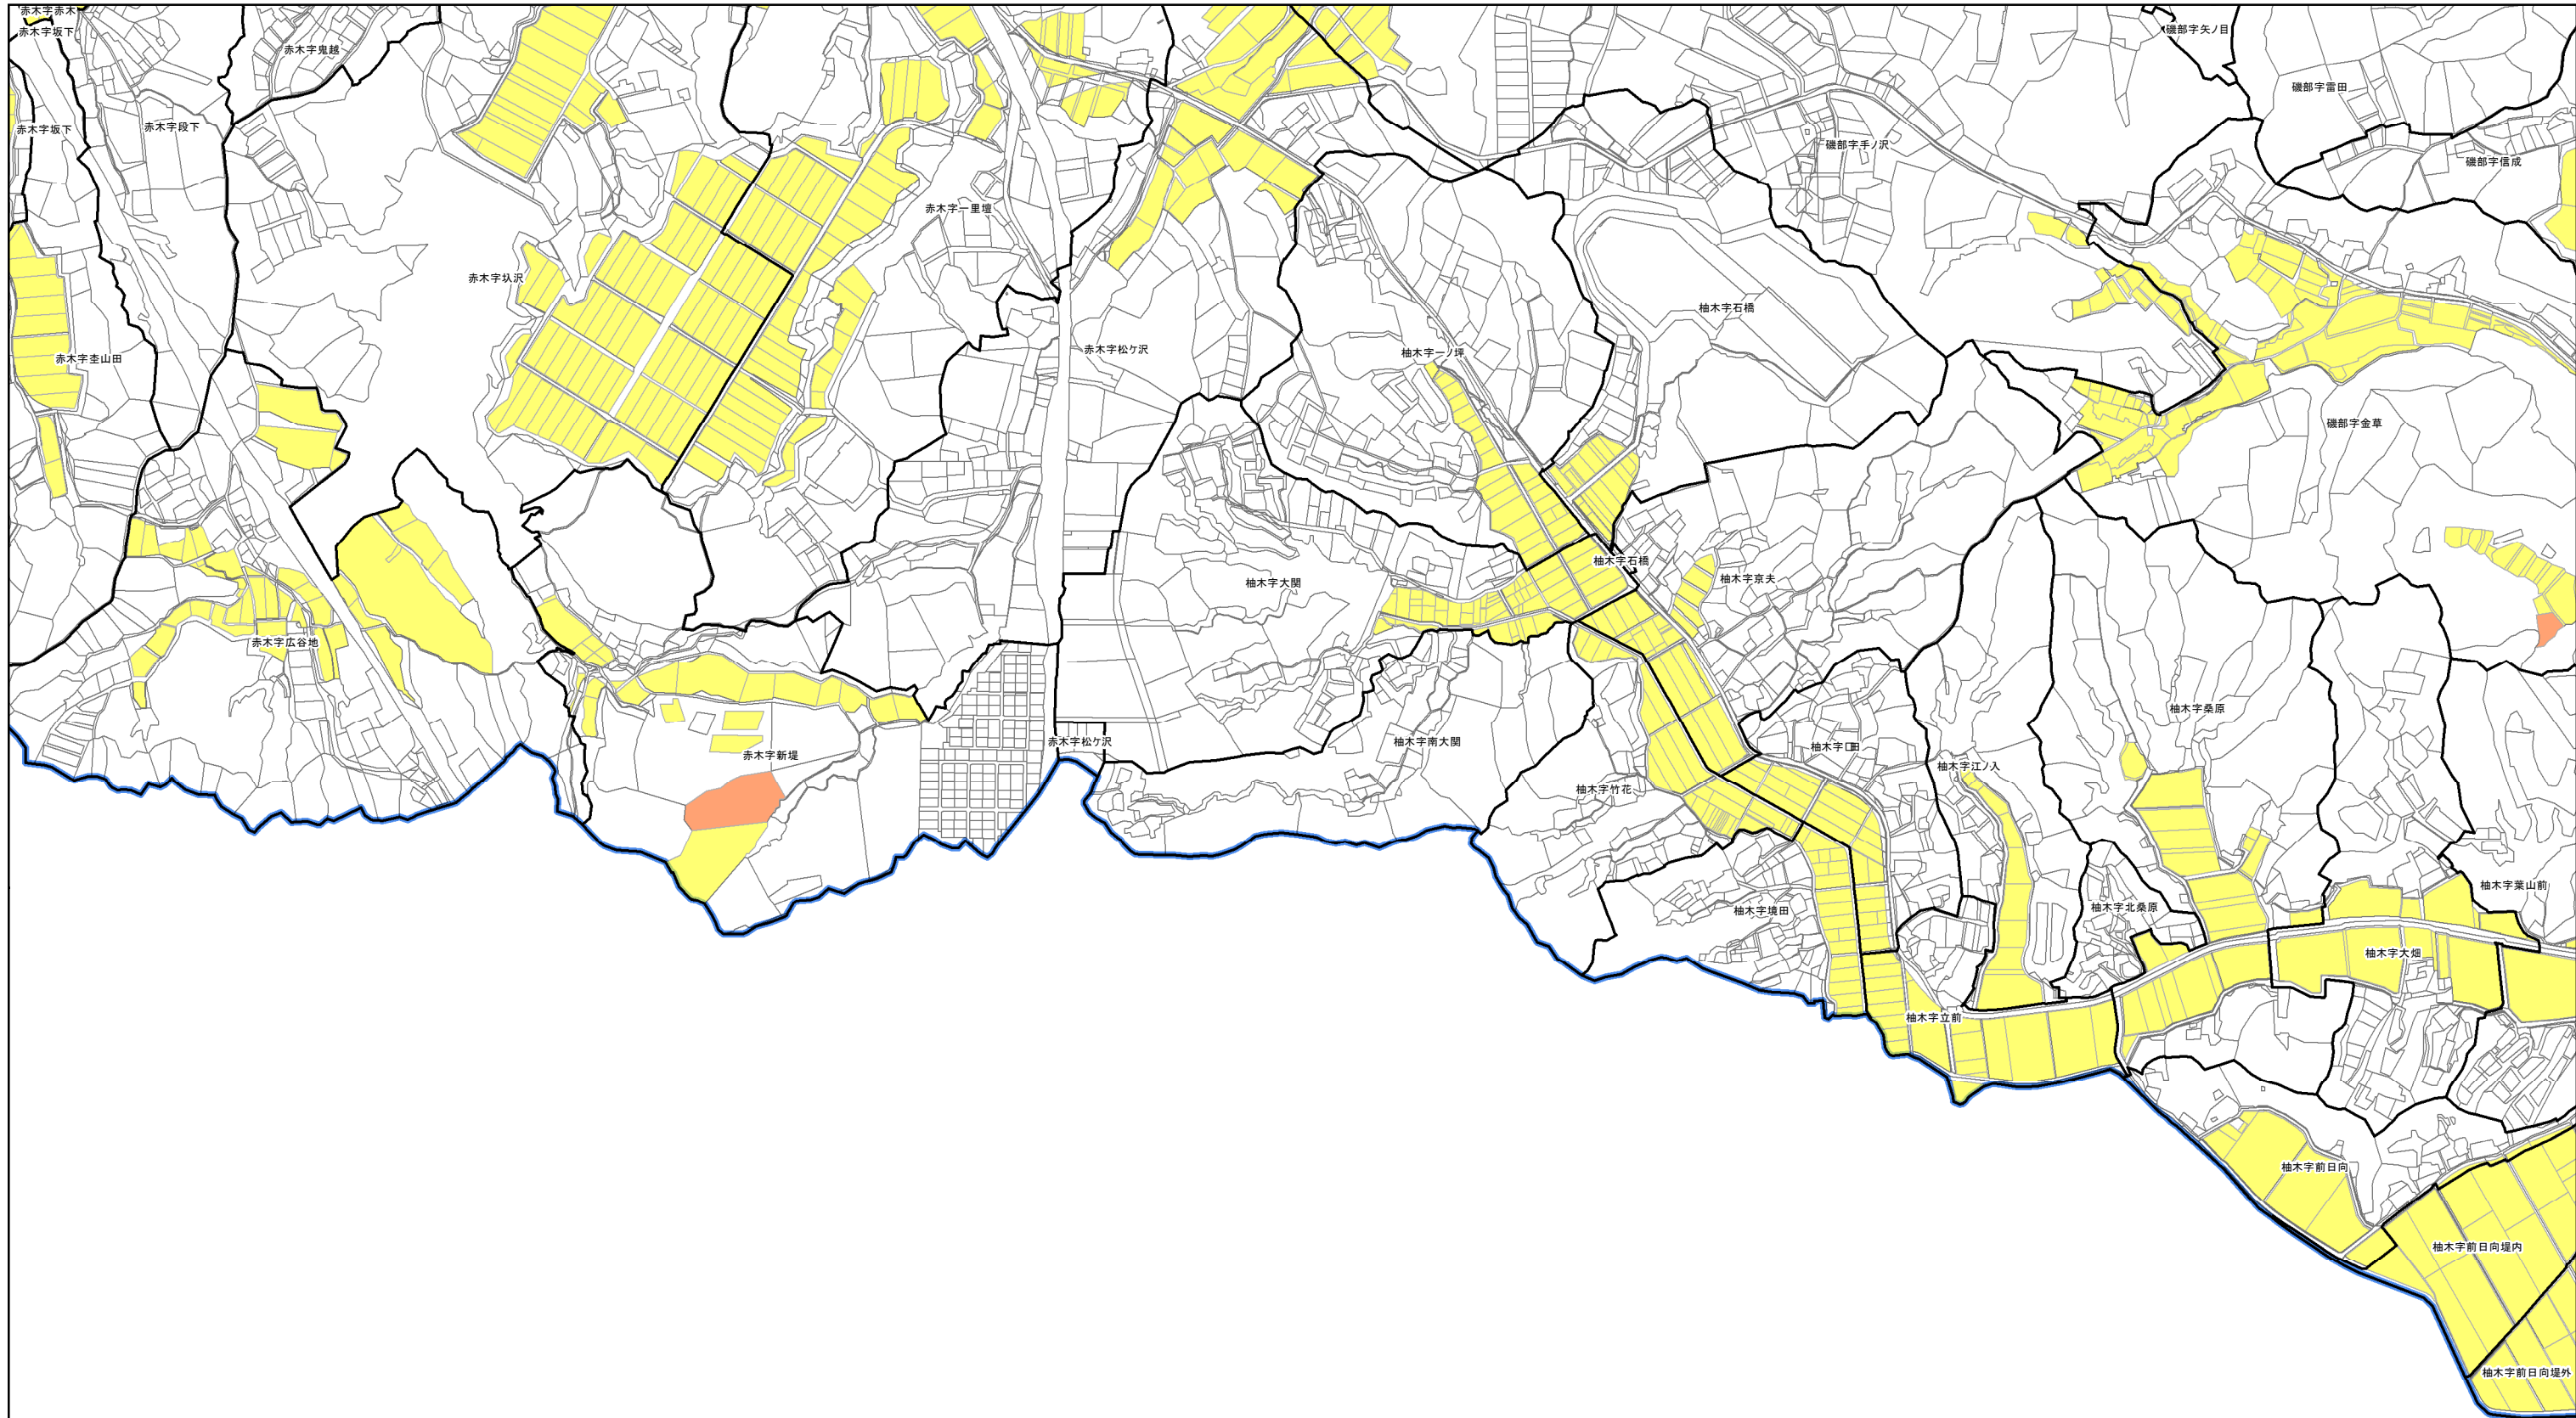 赤木字赤木
赤木字坂下
赤木字鬼越
磯部字矢ノ目
磯部字雷田
赤木字坂下
赤木字段下
磯部字手ノ沢
磯部字信成
赤木字一里壇
赤木字圦沢
柚木字石橋
赤木字松ケ沢
柚木字一ノ坪
赤木字杢山田
磯部字金草
柚木字石橋
柚木字京夫
柚木字大関
赤木字広谷地
柚木字桑原
赤木字松ケ沢
柚木字南大関
柚木字□田
赤木字新堤
柚木字江ノ入
柚木字竹花
柚木字葉山前
柚木字北桑原
柚木字境田
柚木字大畑
柚木字立前
柚木字前日向
柚木字前日向堤内
柚木字前日向堤外